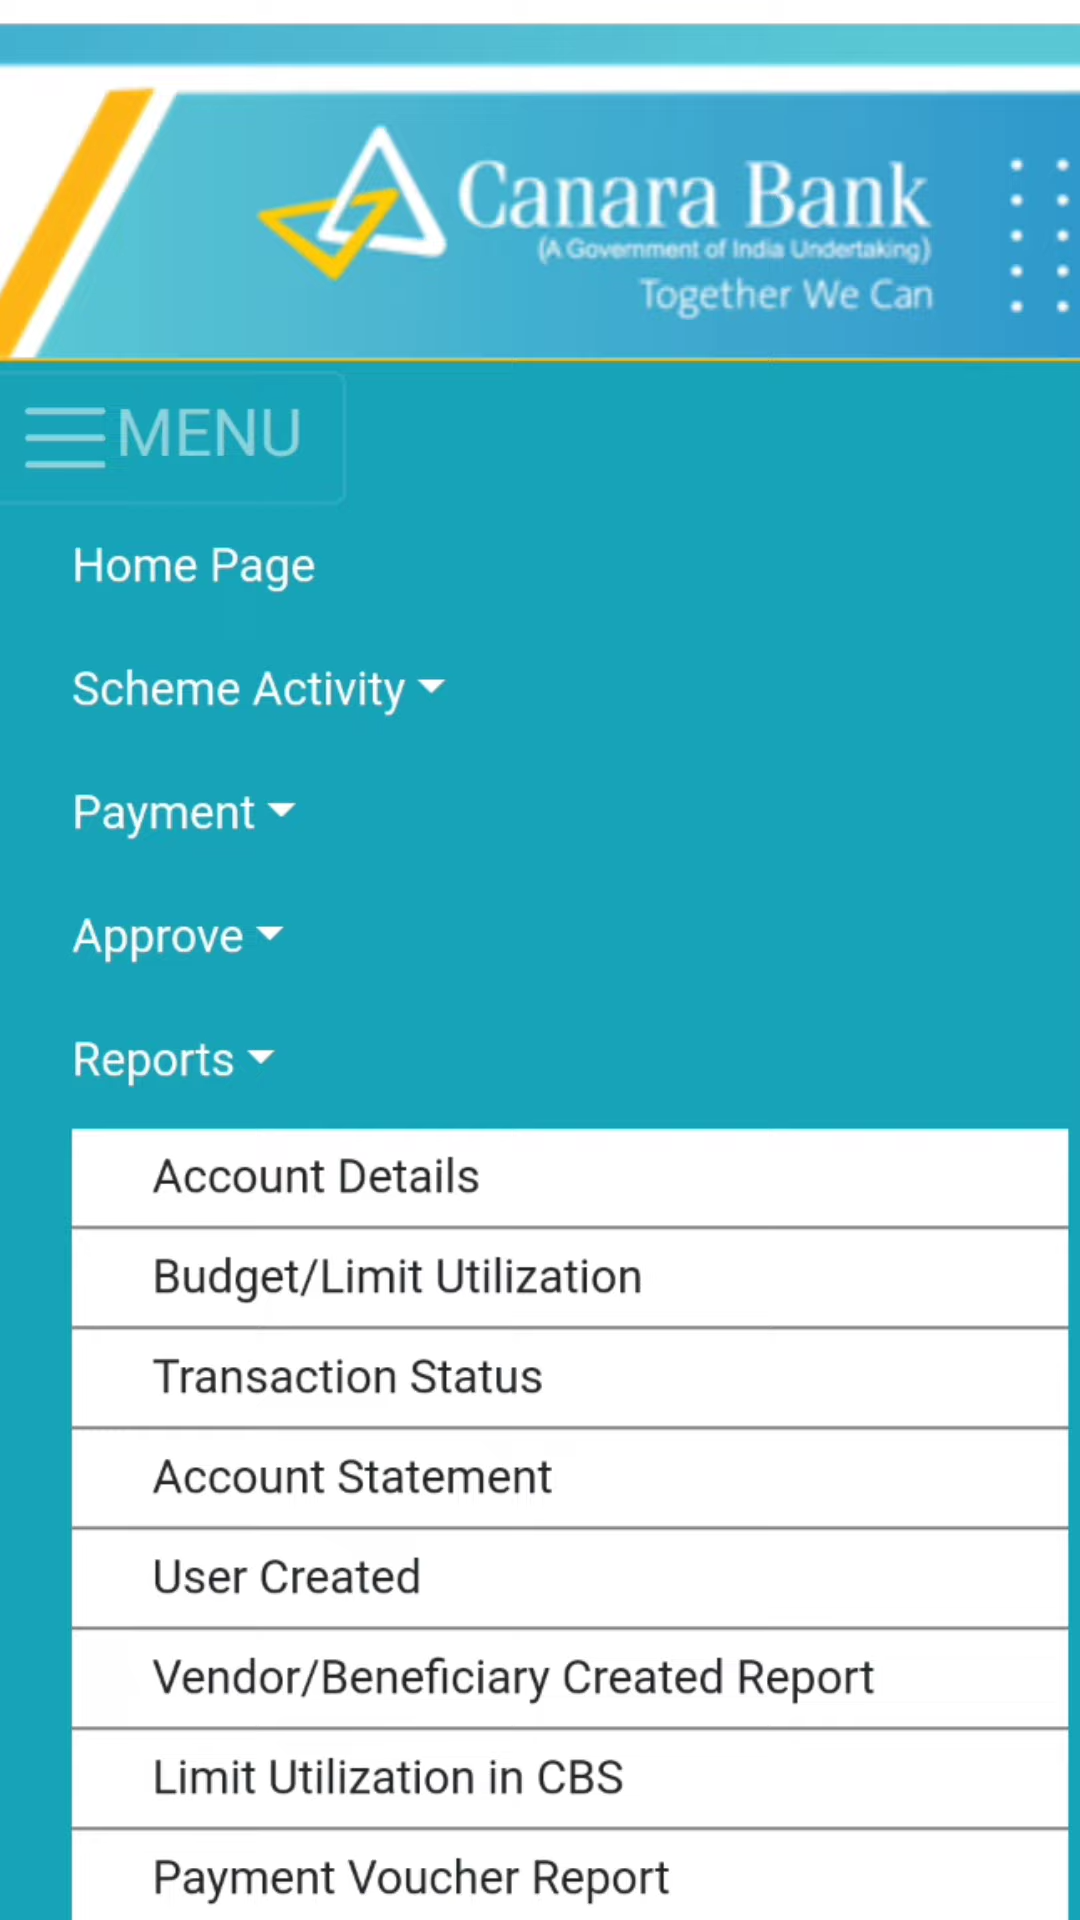 Canara Bank
(A Government of India Undertaking)
Together We Can
MENU
Home Page
Scheme Activity
Payment
Approve
Reports
Account Details
Budget/Limit Utilization
Transaction Status
Account Statement
User Created
Vendor/Beneficiary Created Report
Limit Utilization in CBS
Payment Voucher Report